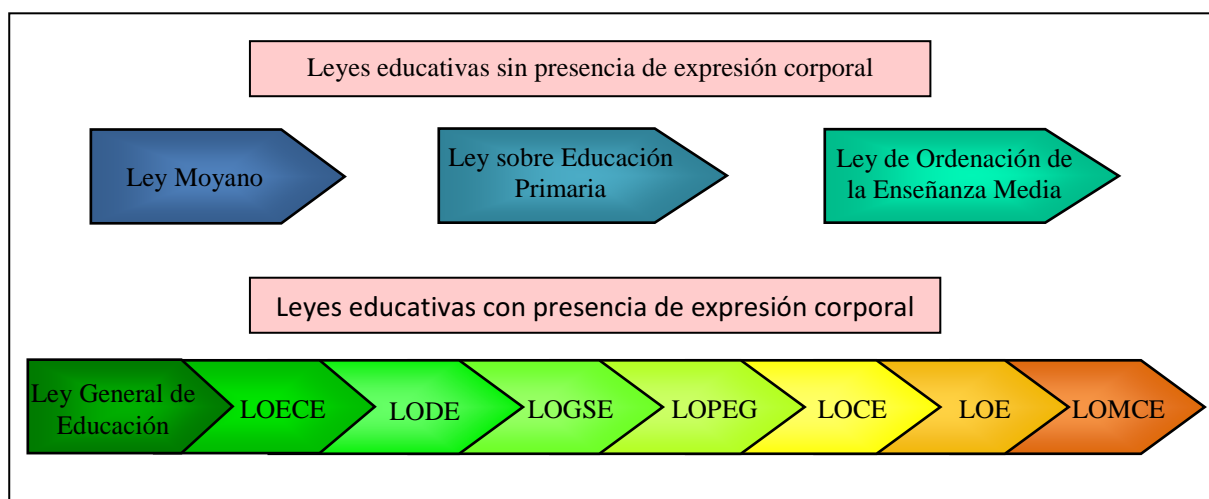 Leyes educativas sin presencia de expresión corporal
Ley Moyano
Ley sobre Educación
Primaria
Ley de Ordenación de
la Enseñanza Media
Leyes educativas con presencia de expresión corporal
Ley General de
Educación
LOECE
LODE
LOGSE
LOPEG
LOCE
LOE
LOMCE